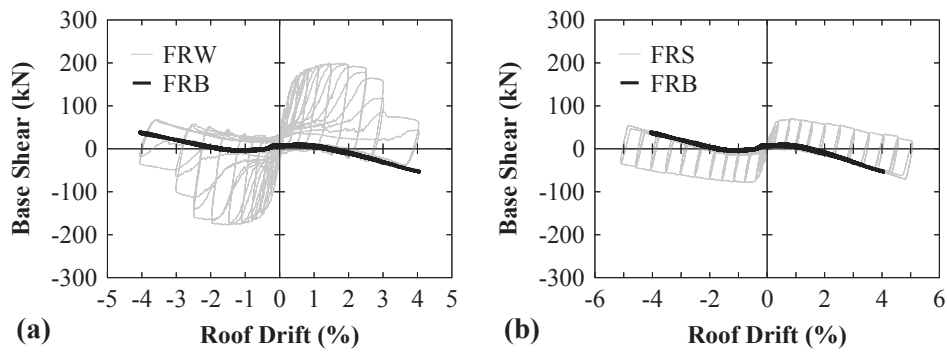 Base Shear (kN)
300
200
100
0
-100
-200
-300
FRW
FRB
-5 -4 -3 -2 -1 0 1 2 3 4 5
(a)
Roof Drift (%)
Base Shear (kN)
300
200
100
0
-100
-200
-300
FRS
FRB
-6 -4 -2 0 2 4 6
(b)
Roof Drift (%)